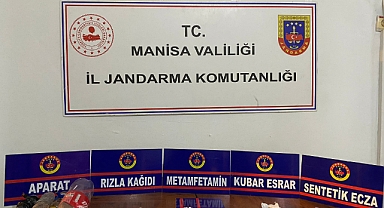 T.C.
MANİSA VALİLİĞİ
İL JANDARMA KOMUTANLIĞI
APARAT
RIZLA KAĞIDI
METAMFETAMİN
KUBAR ESRAR
SENTETİK ECZA